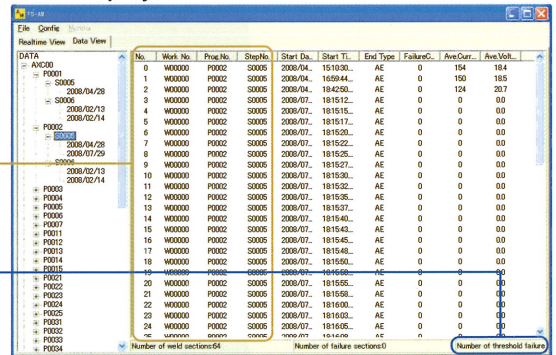 FS-AM
File Config
Realtime View Data View
DATA
AXC00
P0001
S0005
2008/04/28
S0006
2008/02/13
2008/02/14
P0002
S0005
2008/04/28
2008/07/29
S0006
2008/02/13
2008/02/14
P0003
P0004
P0005
P0006
P0007
P0011
P0012
P0013
P0014
P0015
P0021
P0022
P0023
P0024
P0025
P0031
P0032
P0033
P0034
No. Work No. Prog.No. StepNo. Start Da... Start Ti... End Type FailureC... Ave.Curr... Ave.Volt...
0 W00000 P0002 S0005 2008/04... 15:10:30... AE 0 154 18.4
1 W00000 P0002 S0005 2008/04... 16:59:44... AE 0 150 18.5
2 W00000 P0002 S0005 2008/04... 18:42:50... AE 0 124 20.7
3 W00000 P0002 S0005 2008/07... 18:15:12... AE 0 0 0.0
4 W00000 P0002 S0005 2008/07... 18:15:15... AE 0 0 0.0
5 W00000 P0002 S0005 2008/07... 18:15:17... AE 0 0 0.0
6 W00000 P0002 S0005 2008/07... 18:15:20... AE 0 0 0.0
7 W00000 P0002 S0005 2008/07... 18:15:22... AE 0 0 0.0
8 W00000 P0002 S0005 2008/07... 18:15:25... AE 0 0 0.0
9 W00000 P0002 S0005 2008/07... 18:15:27... AE 0 0 0.0
10 W00000 P0002 S0005 2008/07... 18:15:30... AE 0 0 0.0
11 W00000 P0002 S0005 2008/07... 18:15:32... AE 0 0 0.0
12 W00000 P0002 S0005 2008/07... 18:15:35... AE 0 0 0.0
13 W00000 P0002 S0005 2008/07... 18:15:37... AE 0 0 0.0
14 W00000 P0002 S0005 2008/07... 18:15:40... AE 0 0 0.0
15 W00000 P0002 S0005 2008/07... 18:15:43... AE 0 0 0.0
16 W00000 P0002 S0005 2008/07... 18:15:45... AE 0 0 0.0
17 W00000 P0002 S0005 2008/07... 18:15:48... AE 0 0 0.0
18 W00000 P0002 S0005 2008/07... 18:15:50... AE 0 0 0.0
19 W00000 P0002 S0005 2008/07... AE 0 0 0.0
20 W00000 P0002 S0005 2008/07... 18:15:55... AE 0 0 0.0
21 W00000 P0002 S0005 2008/07... 18:15:58... AE 0 0 0.0
22 W00000 P0002 S0005 2008/07... 18:16:00... AE 0 0 0.0
23 W00000 P0002 S0005 2008/07... 18:16:03... AE 0 0 0.0
24 W00000 P0002 S0005 2008/07... 18:16:05... AE 0 0 0.0
Number of weld sections:64 Number of failure sections:0 Number of threshold failure